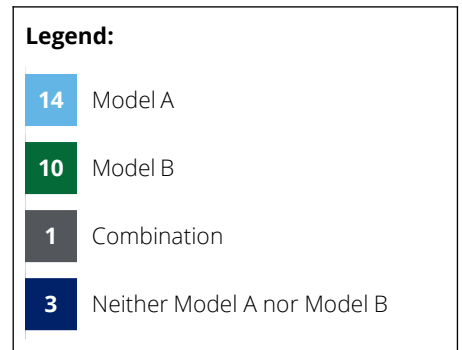 Legend:
14 Model A
10 Model B
1 Combination
3 Neither Model A nor Model B